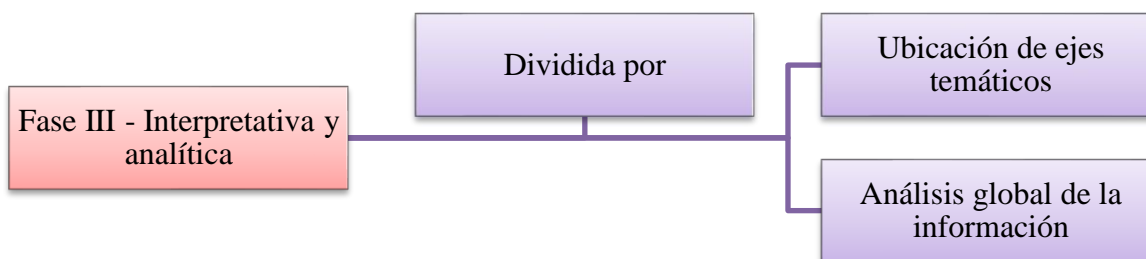 Fase III - Interpretativa y
analítica
Dividida por
Ubicación de ejes
temáticos
Análisis global de la
información